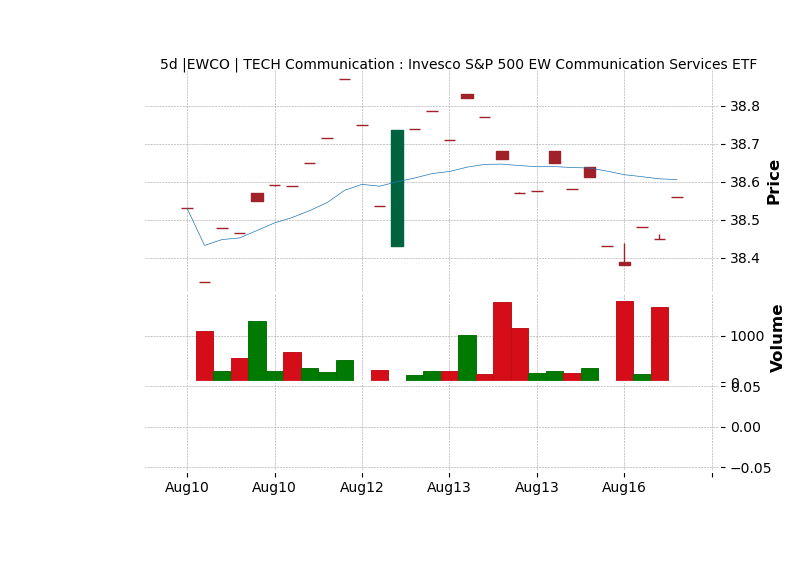 5d |EWCO | TECH Communication : Invesco S&P 500 EW Communication Services ETF
38.8
38.7
38.6
38.5
38.4
Price
1000
0
Volume
0.05
0.00
−0.05
Aug10 Aug10 Aug12 Aug13 Aug13 Aug16